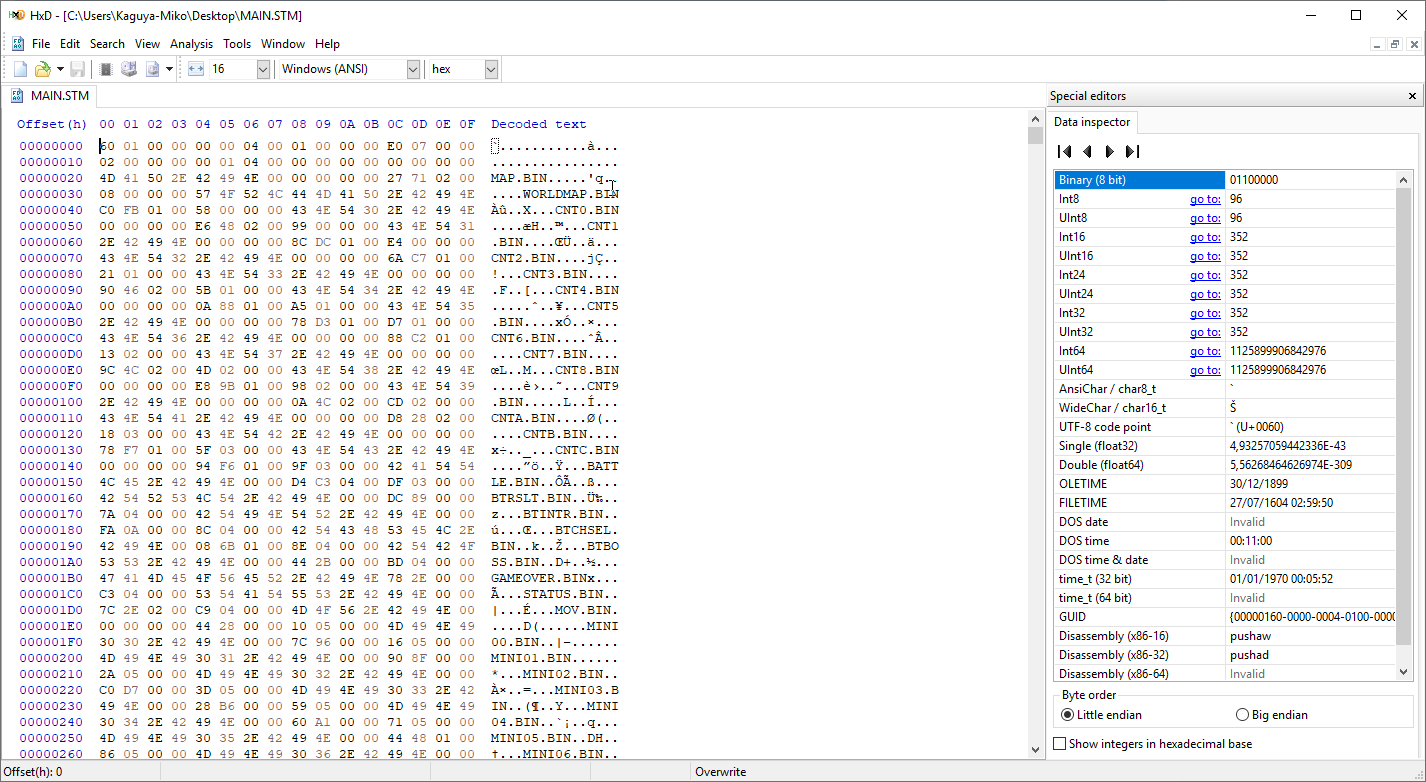 HxD - [C:\Users\Kaguya-Miko\Desktop\MAIN.STM]
File Edit Search View Analysis Tools Window Help
16 Windows (ANSI) hex
MAIN.STM
Offset(h) 00 01 02 03 04 05 06 07 08 09 0A 0B 0C 0D 0E 0F Decoded text
00000000 60 01 00 00 00 00 04 00 01 00 00 00 E0 07 00 00 `...........à...
00000010 02 00 00 00 00 01 04 00 00 00 00 00 00 00 00 00 ................
00000020 4D 41 50 2E 42 49 4E 00 00 00 00 00 27 71 02 00 MAP.BIN.....'q..
00000030 08 00 00 00 57 4F 52 4C 44 4D 41 50 2E 42 49 4E ....WORLDMAP.BIN
00000040 C0 FB 01 00 58 00 00 00 43 4E 54 30 2E 42 49 4E Àû..X...CNT0.BIN
00000050 00 00 00 00 E6 48 02 00 99 00 00 00 43 4E 54 31 ....æH..™...CNT1
00000060 2E 42 49 4E 00 00 00 00 8C DC 01 00 E4 00 00 00 .BIN....ŒÜ..ä...
00000070 43 4E 54 32 2E 42 49 4E 00 00 00 00 6A C7 01 00 CNT2.BIN....jÇ..
00000080 21 01 00 00 43 4E 54 33 2E 42 49 4E 00 00 00 00 !...CNT3.BIN....
00000090 90 46 02 00 5B 01 00 00 43 4E 54 34 2E 42 49 4E .F..[...CNT4.BIN
000000A0 00 00 00 00 0A 88 01 00 A5 01 00 00 43 4E 54 35 .....ˆ..¥...CNT5
000000B0 2E 42 49 4E 00 00 00 00 78 D3 01 00 D7 01 00 00 .BIN....xÓ..×...
000000C0 43 4E 54 36 2E 42 49 4E 00 00 00 00 88 C2 01 00 CNT6.BIN....ˆÂ..
000000D0 13 02 00 00 43 4E 54 37 2E 42 49 4E 00 00 00 00 ....CNT7.BIN....
000000E0 9C 4C 02 00 4D 02 00 00 43 4E 54 38 2E 42 49 4E œL..M...CNT8.BIN
000000F0 00 00 00 00 E8 9B 01 00 98 02 00 00 43 4E 54 39 ....è›..˜...CNT9
00000100 2E 42 49 4E 00 00 00 00 0A 4C 02 00 CD 02 00 00 .BIN.....L..Í...
00000110 43 4E 54 41 2E 42 49 4E 00 00 00 00 D8 28 02 00 CNTA.BIN....Ø(..
00000120 18 03 00 00 43 4E 54 42 2E 42 49 4E 00 00 00 00 ....CNTB.BIN....
00000130 78 F7 01 00 5F 03 00 00 43 4E 54 43 2E 42 49 4E x÷.._...CNTC.BIN
00000140 00 00 00 00 94 F6 01 00 9F 03 00 00 42 41 54 54 ....”ö..Ÿ...BATT
00000150 4C 45 2E 42 49 4E 00 00 D4 C3 04 00 DF 03 00 00 LE.BIN..ÔÃ..ß...
00000160 42 54 52 53 4C 54 2E 42 49 4E 00 00 DC 89 00 00 BTRSLT.BIN..Ü‰..
00000170 7A 04 00 00 42 54 49 4E 54 52 2E 42 49 4E 00 00 z...BTINTR.BIN..
00000180 FA 0A 00 00 8C 04 00 00 42 54 43 48 53 45 4C 2E ú...Œ...BTCHSEL.
00000190 42 49 4E 00 08 6B 01 00 8E 04 00 00 42 54 42 4F BIN..k..Ž...BTBO
000001A0 53 53 2E 42 49 4E 00 00 44 2B 00 00 BD 04 00 00 SS.BIN..D+..½...
000001B0 47 41 4D 45 4F 56 45 52 2E 42 49 4E 78 2E 00 00 GAMEOVER.BINx...
000001C0 C3 04 00 00 53 54 41 54 55 53 2E 42 49 4E 00 00 Ã...STATUS.BIN..
000001D0 7C 2E 02 00 C9 04 00 00 4D 4F 56 2E 42 49 4E 00 |...É...MOV.BIN.
000001E0 00 00 00 00 44 28 00 00 10 05 00 00 4D 49 4E 49 ....D(......MINI
000001F0 30 30 2E 42 49 4E 00 00 7C 96 00 00 16 05 00 00 00.BIN..|–......
00000200 4D 49 4E 49 30 31 2E 42 49 4E 00 00 90 8F 00 00 MINI01.BIN......
00000210 2A 05 00 00 4D 49 4E 49 30 32 2E 42 49 4E 00 00 *...MINI02.BIN..
00000220 C0 D7 00 00 3D 05 00 00 4D 49 4E 49 30 33 2E 42 À×..=...MINI03.B
00000230 49 4E 00 00 28 B6 00 00 59 05 00 00 4D 49 4E 49 IN..(¶..Y...MINI
00000240 30 34 2E 42 49 4E 00 00 60 A1 00 00 71 05 00 00 04.BIN..`¡..q...
00000250 4D 49 4E 49 30 35 2E 42 49 4E 00 00 44 48 01 00 MINI05.BIN..DH..
00000260 86 05 00 00 4D 49 4E 49 30 36 2E 42 49 4E 00 00 †...MINI06.BIN..
Special editors
Data inspector
Binary (8 bit) 01100000
Int8 go to: 96
UInt8 go to: 96
Int16 go to: 352
UInt16 go to: 352
Int24 go to: 352
UInt24 go to: 352
Int32 go to: 352
UInt32 go to: 352
Int64 go to: 1125899906842976
UInt64 go to: 1125899906842976
AnsiChar / char8_t `
WideChar / char16_t Š
UTF-8 code point ` (U+0060)
Single (float32) 4,93257059442336E-43
Double (float64) 5,56268464626974E-309
OLETIME 30/12/1899
FILETIME 27/07/1604 02:59:50
DOS date Invalid
DOS time 00:11:00
DOS time & date Invalid
time_t (32 bit) 01/01/1970 00:05:52
time_t (64 bit) Invalid
GUID {00000160-0000-0004-0100-0000
Disassembly (x86-16) pushaw
Disassembly (x86-32) pushad
Disassembly (x86-64) Invalid
Byte order
Little endian Big endian
Show integers in hexadecimal base
Offset(h): 0 Overwrite